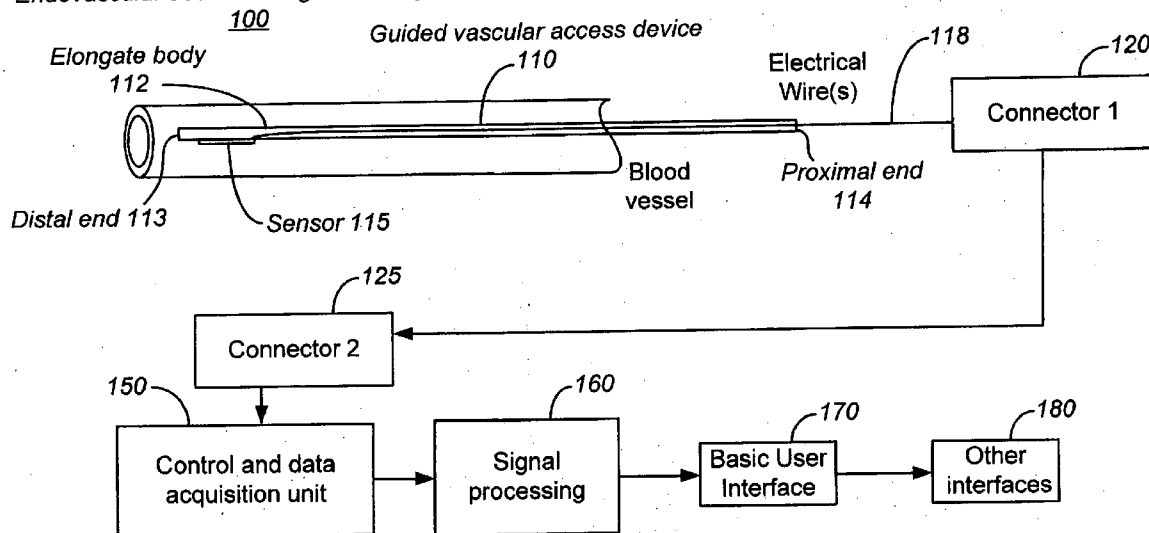 100
Guided vascular access device
110
Elongate body
112
Electrical
Wire(s)
118
120
Connector 1
Blood
vessel
Proximal end
114
Distal end 113
Sensor 115
125
Connector 2
150
Control and data
acquisition unit
160
Signal
processing
170
Basic User
Interface
180
Other
interfaces